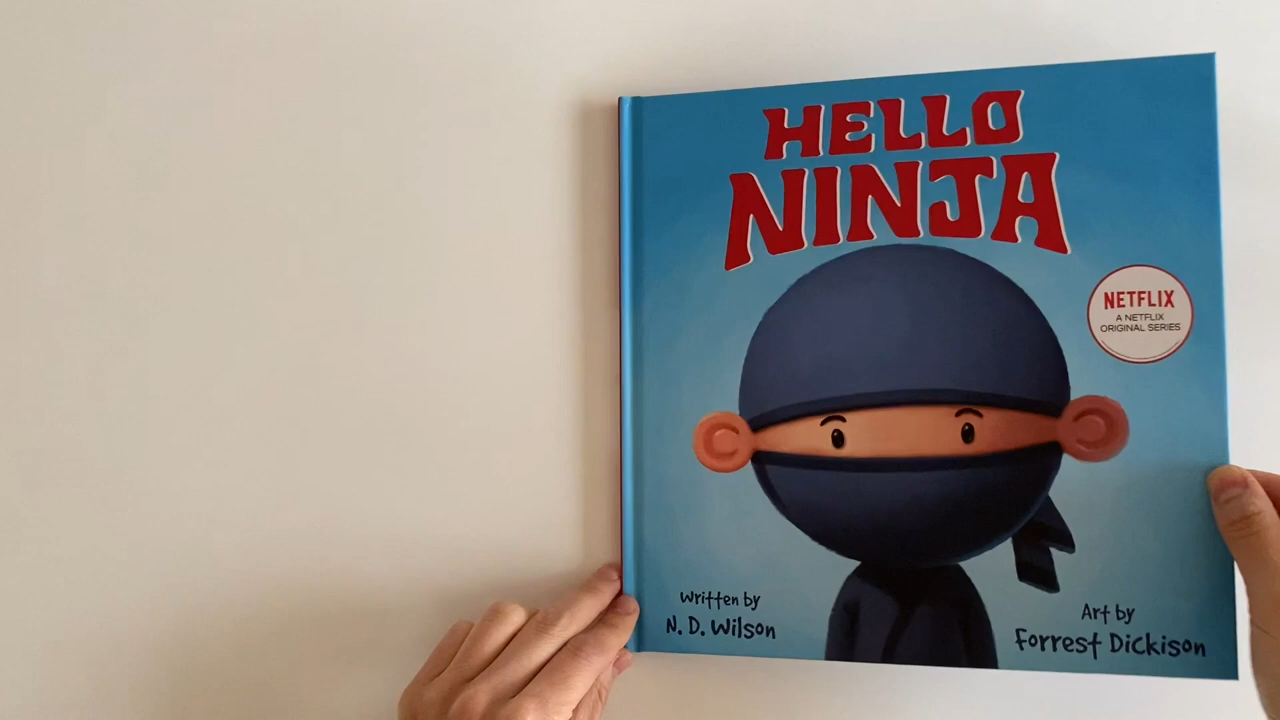 HELLO
NINJA
NETFLIX
A NETFLIX
ORIGINAL SERIES
Written by
N. D. Wilson
Art by
Forrest Dickison